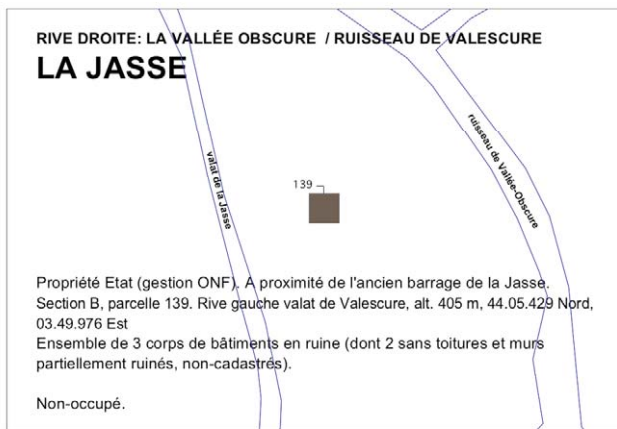 RIVE DROITE: LA VALLÉE OBSCURE / RUISSEAU DE VALESCURE
LA JASSE
valat de la Jasse
ruisseau de Vallée-Obscure
139
Propriété Etat (gestion ONF). A proximité de l'ancien barrage de la Jasse.
Section B, parcelle 139. Rive gauche valat de Valescure, alt. 405 m, 44.05.429 Nord,
03.49.976 Est
Ensemble de 3 corps de bâtiments en ruine (dont 2 sans toitures et murs
partiellement ruinés, non-cadastrés).
Non-occupé.